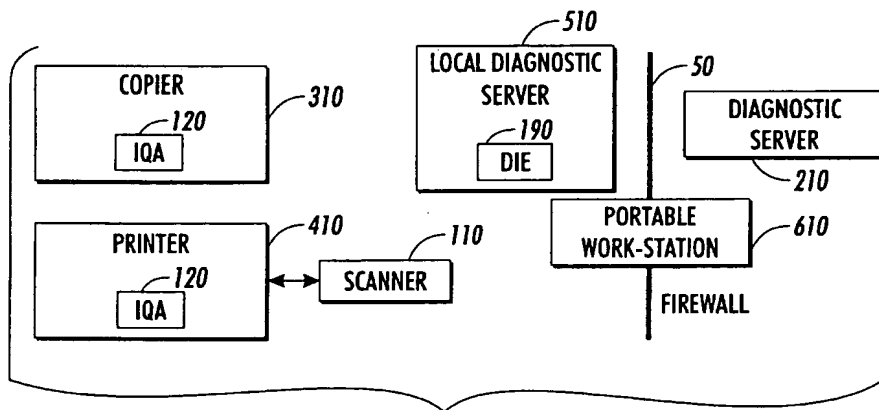 COPIER
310
120
IQA
PRINTER
410
120
IQA
110
SCANNER
510
LOCAL DIAGNOSTIC
SERVER
190
DIE
50
DIAGNOSTIC
SERVER
210
PORTABLE
WORK-STATION
610
FIREWALL